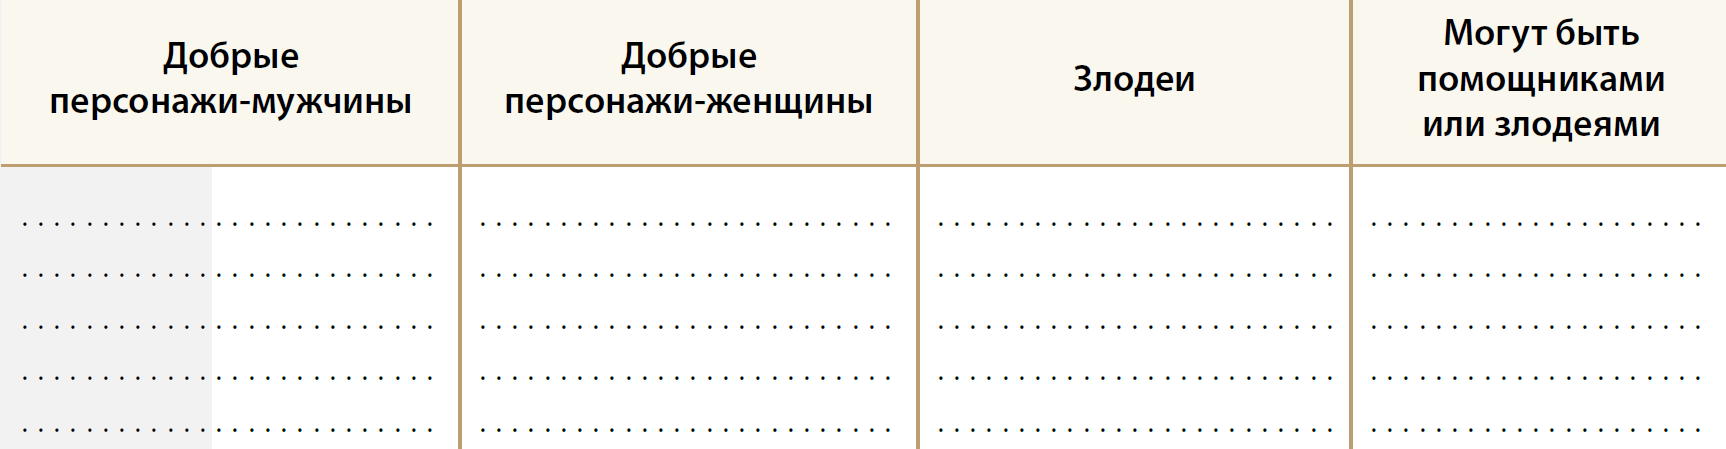 Добрые
персонажи-мужчины
Добрые
персонажи-женщины
Злодеи
Могут быть
помощниками
или злодеями